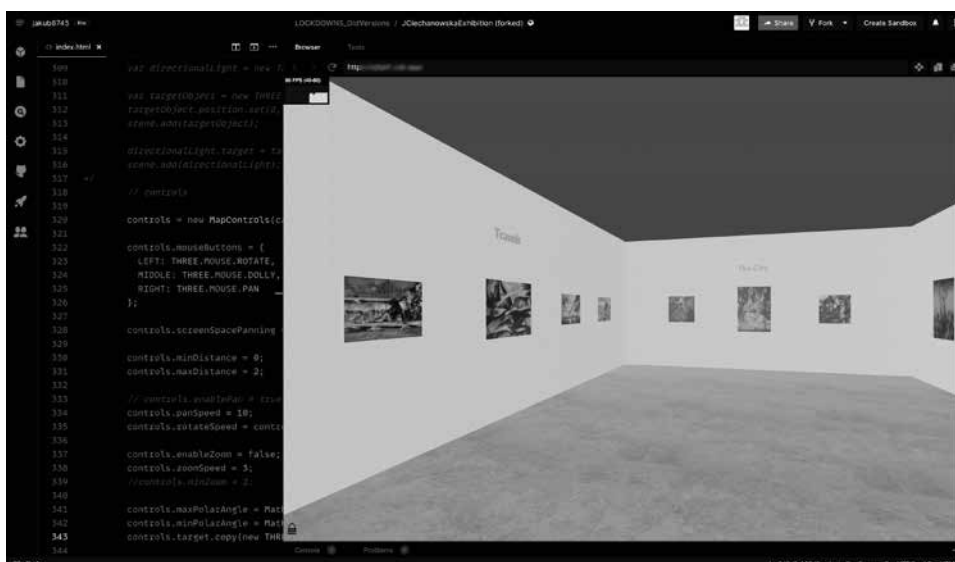 jakub8745
LOCKDOWNS_OldVersions / JCiechanowskaExhibition (forked)
Share
Fork
Create Sandbox
index.html
Browser
Tests
309 var directionalLight = new T
310
311 var targetObject = new THREE
312 targetObject.position.set(0,
313 scene.add(targetObject);
314
315 directionalLight.target = ta
316 scene.add(directionalLight);
317 */
318 // controls
319
320 controls = new MapControls(c
321
322 controls.mouseButtons = {
323 LEFT: THREE.MOUSE.ROTATE,
324 MIDDLE: THREE.MOUSE.DOLLY,
325 RIGHT: THREE.MOUSE.PAN
326 };
327
328 controls.screenSpacePanning
329
330 controls.minDistance = 0;
331 controls.maxDistance = 2;
332
333 // controls.enablePan = true
334 controls.panSpeed = 10;
335 controls.rotateSpeed = contr
336
337 controls.enableZoom = false;
338 controls.zoomSpeed = 3;
339 //controls.minZoom = 2;
340
341 controls.maxPolarAngle = Mat
342 controls.minPolarAngle = Mat
343 controls.target.copy(new THR
344
Console
Problems